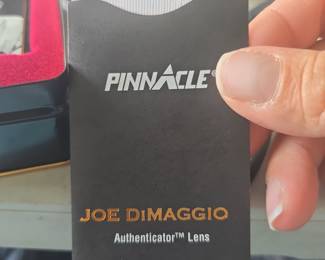 PINNACLE®
JOE DiMAGGIO
Authenticator™ Lens